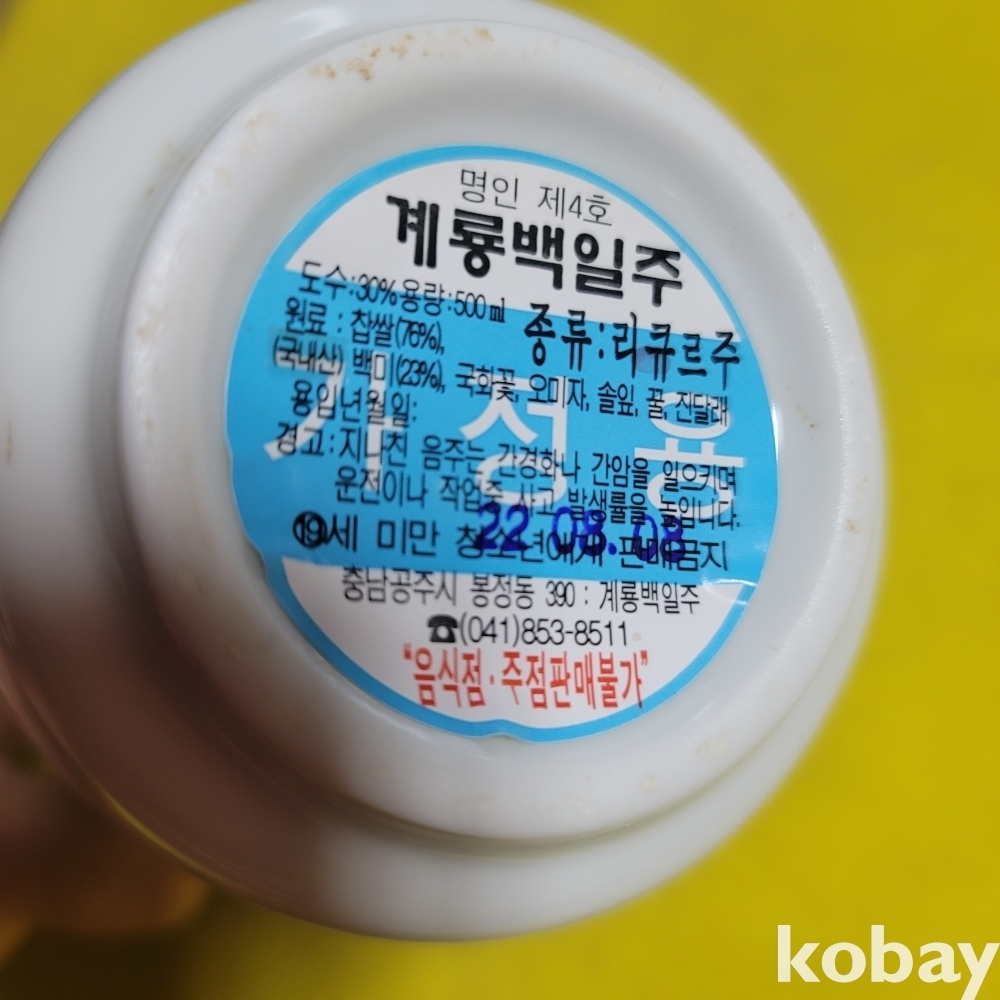 명인 제4호
계룡백일주
도수:30% 용량:500㎖
종류:리큐르주
원료 : 찹쌀(76%),
(국내산) 백미(23%), 국화꽃, 오미자, 솔잎, 꿀, 진달래
용입년월일:
가정용
경고:지나친 음주는 간경화나 간암을 일으키며
운전이나 작업중 사고 발생률을 높입니다.
22.08.08
⑲세 미만 청소년에게 판매금지
충남공주시 봉정동 390 : 계룡백일주
☎(041)853-8511
"음식점·주점판매불가"
kobay